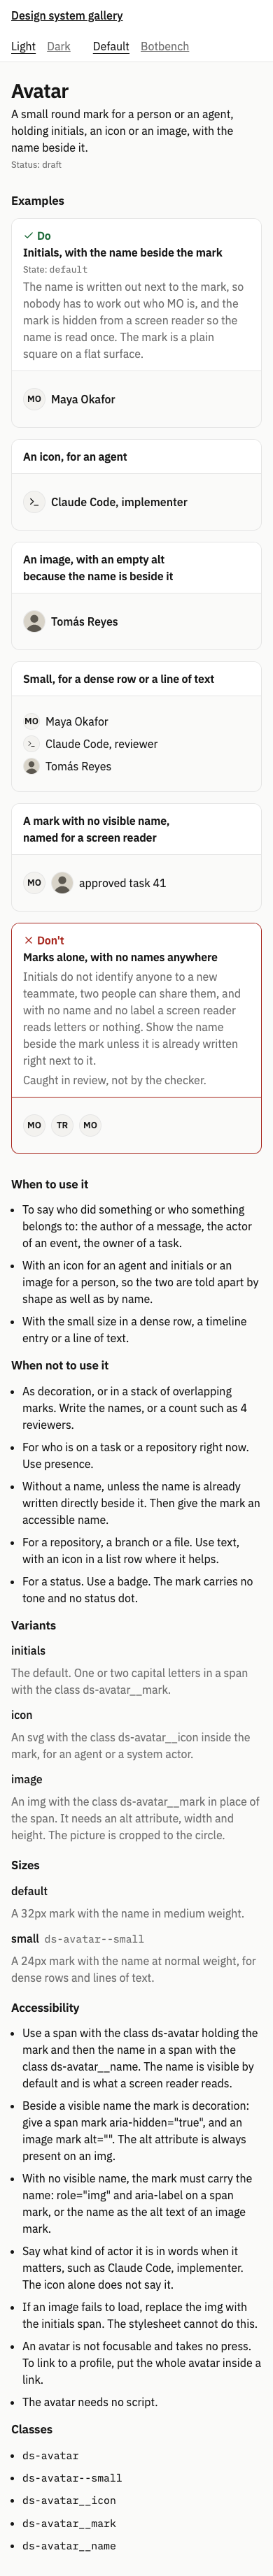 Design system gallery
Light Dark Default Botbench
Avatar
A small round mark for a person or an agent,
holding initials, an icon or an image, with the
name beside it.
Status: draft
Examples
Do
Initials, with the name beside the mark
State: default
The name is written out next to the mark, so
nobody has to work out who MO is, and the
mark is hidden from a screen reader so the
name is read once. The mark is a plain
square on a flat surface.
MO Maya Okafor
An icon, for an agent
Claude Code, implementer
An image, with an empty alt
because the name is beside it
Tomás Reyes
Small, for a dense row or a line of text
MO Maya Okafor
Claude Code, reviewer
Tomás Reyes
A mark with no visible name,
named for a screen reader
MO approved task 41
Don't
Marks alone, with no names anywhere
Initials do not identify anyone to a new
teammate, two people can share them, and
with no name and no label a screen reader
reads letters or nothing. Show the name
beside the mark unless it is already written
right next to it.
Caught in review, not by the checker.
MO TR MO
When to use it
• To say who did something or who something
belongs to: the author of a message, the actor
of an event, the owner of a task.
• With an icon for an agent and initials or an
image for a person, so the two are told apart by
shape as well as by name.
• With the small size in a dense row, a timeline
entry or a line of text.
When not to use it
• As decoration, or in a stack of overlapping
marks. Write the names, or a count such as 4
reviewers.
• For who is on a task or a repository right now.
Use presence.
• Without a name, unless the name is already
written directly beside it. Then give the mark an
accessible name.
• For a repository, a branch or a file. Use text,
with an icon in a list row where it helps.
• For a status. Use a badge. The mark carries no
tone and no status dot.
Variants
initials
The default. One or two capital letters in a span
with the class ds-avatar__mark.
icon
An svg with the class ds-avatar__icon inside the
mark, for an agent or a system actor.
image
An img with the class ds-avatar__mark in place of
the span. It needs an alt attribute, width and
height. The picture is cropped to the circle.
Sizes
default
A 32px mark with the name in medium weight.
small ds-avatar--small
A 24px mark with the name at normal weight, for
dense rows and lines of text.
Accessibility
• Use a span with the class ds-avatar holding the
mark and then the name in a span with the
class ds-avatar__name. The name is visible by
default and is what a screen reader reads.
• Beside a visible name the mark is decoration:
give a span mark aria-hidden="true", and an
image mark alt="". The alt attribute is always
present on an img.
• With no visible name, the mark must carry the
name: role="img" and aria-label on a span
mark, or the name as the alt text of an image
mark.
• Say what kind of actor it is in words when it
matters, such as Claude Code, implementer.
The icon alone does not say it.
• If an image fails to load, replace the img with
the initials span. The stylesheet cannot do this.
• An avatar is not focusable and takes no press.
To link to a profile, put the whole avatar inside a
link.
• The avatar needs no script.
Classes
• ds-avatar
• ds-avatar--small
• ds-avatar__icon
• ds-avatar__mark
• ds-avatar__name